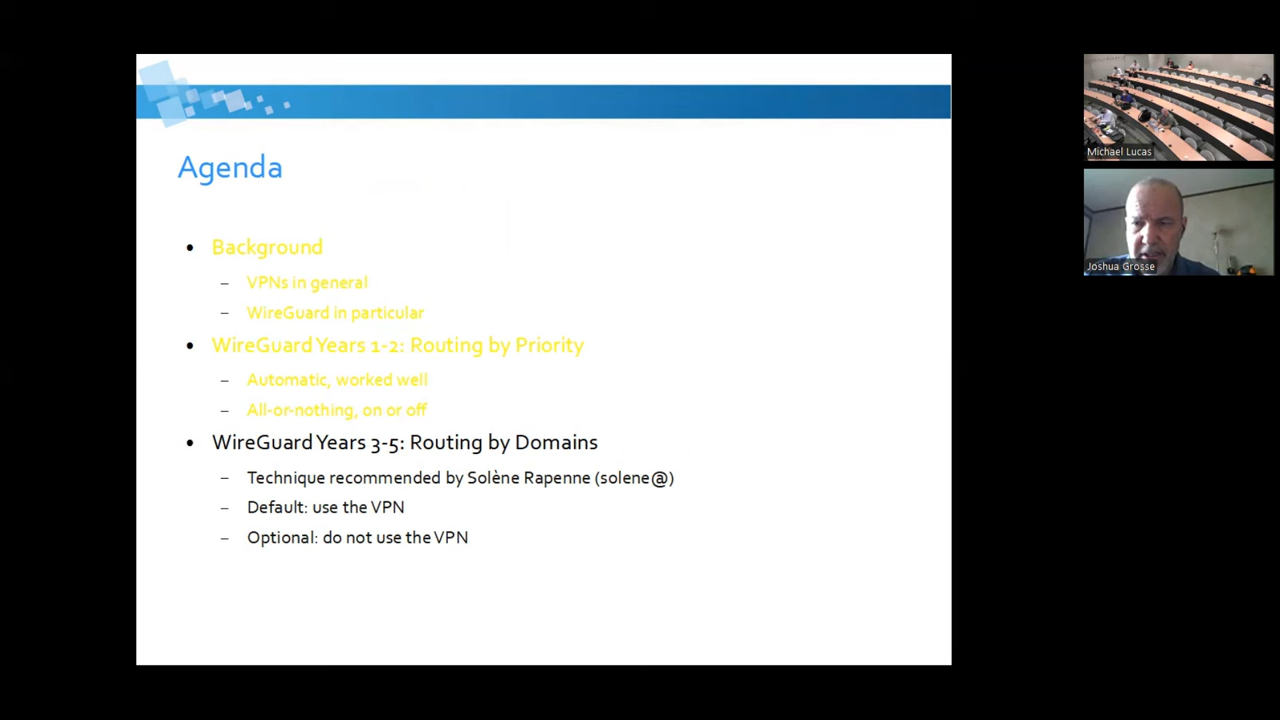 Agenda
• Background
– VPNs in general
– WireGuard in particular
• WireGuard Years 1-2: Routing by Priority
– Automatic, worked well
– All-or-nothing, on or off
• WireGuard Years 3-5: Routing by Domains
– Technique recommended by Solène Rapenne (solene@)
– Default: use the VPN
– Optional: do not use the VPN
Michael Lucas
Joshua Grosse